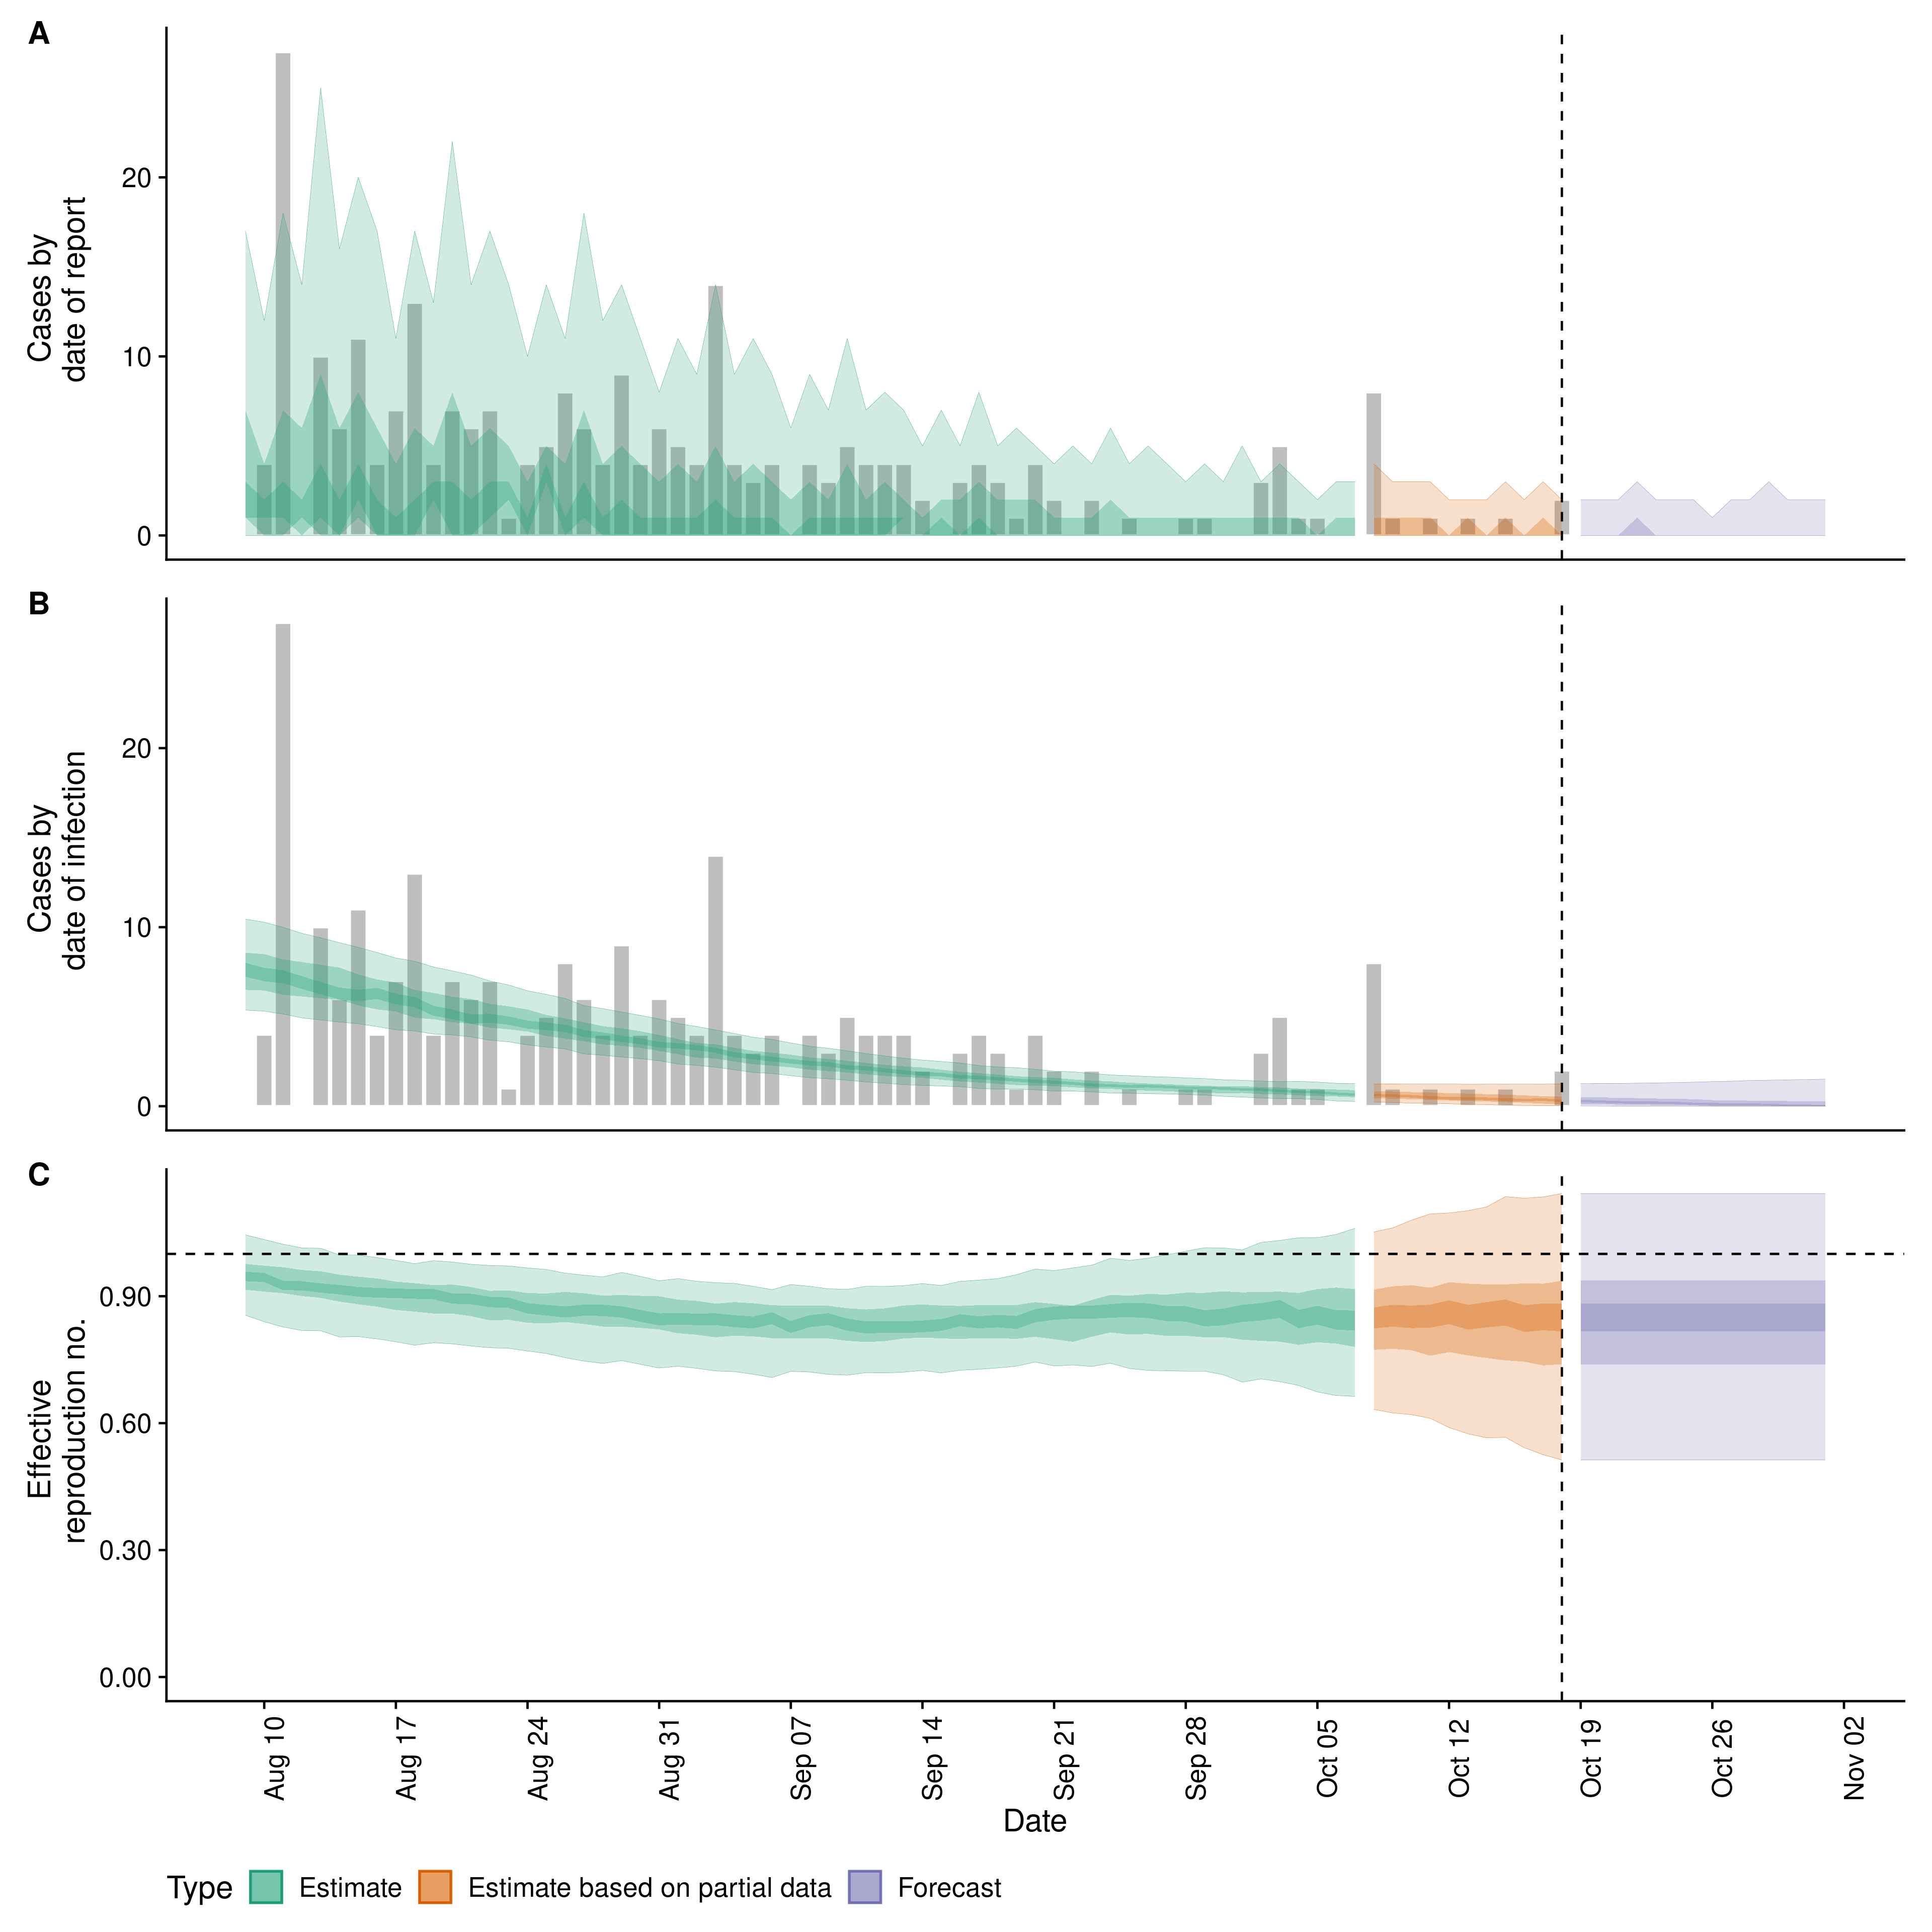 A
Cases by
date of report
20
10
0
B
Cases by
date of infection
20
10
0
C
Effective
reproduction no.
0.90
0.60
0.30
0.00
Aug 10
Aug 17
Aug 24
Aug 31
Sep 07
Sep 14
Sep 21
Sep 28
Oct 05
Oct 12
Oct 19
Oct 26
Nov 02
Date
Type Estimate Estimate based on partial data Forecast